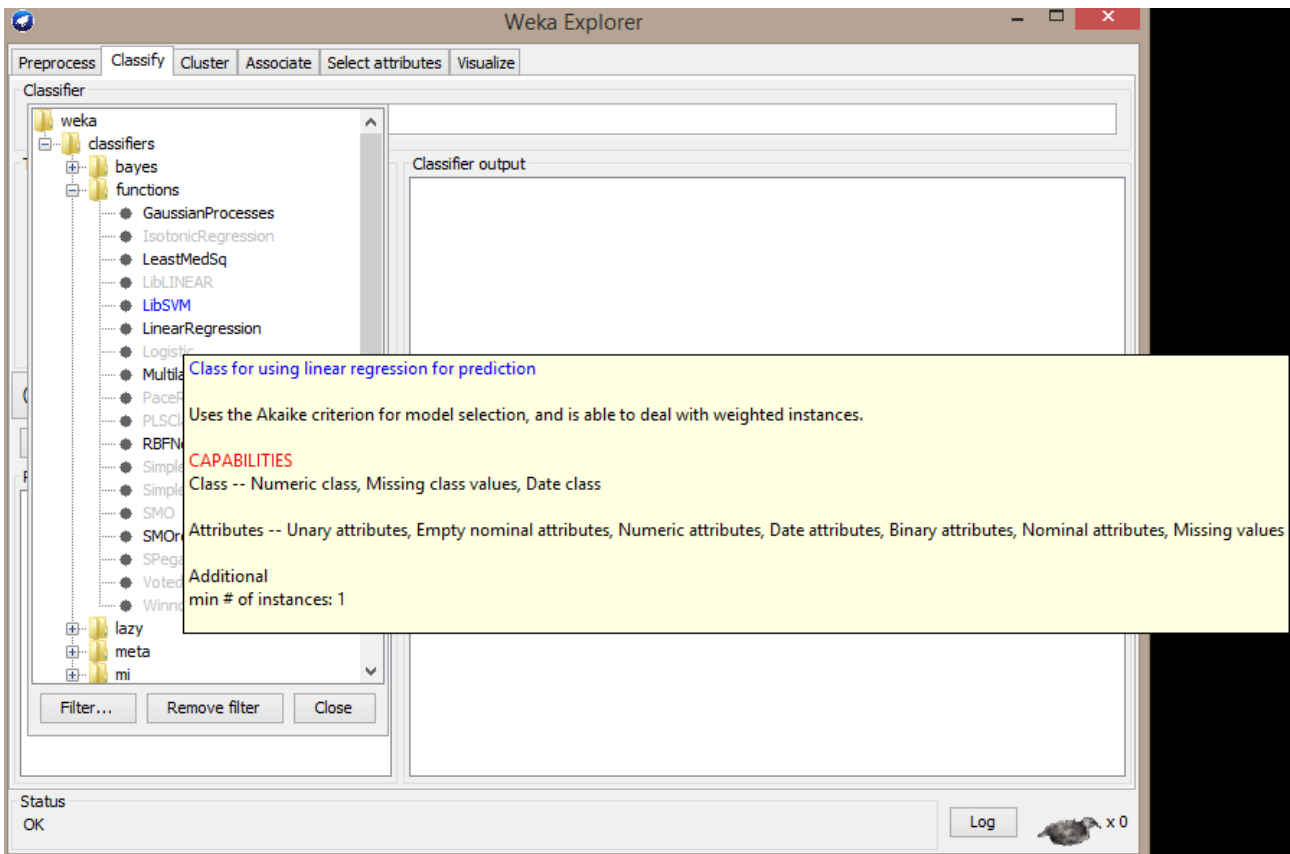 Weka Explorer
Preprocess Classify Cluster Associate Select attributes Visualize
Classifier
weka
classifiers
bayes
functions
GaussianProcesses
IsotonicRegression
LeastMedSq
LibLINEAR
LibSVM
LinearRegression
Logistic
Multila
PaceR
PLSCl
RBFNe
Simple
Simple
SMO
SMOre
SPega
Voted
Winno
lazy
meta
mi
Filter... Remove filter Close
Classifier output
Class for using linear regression for prediction
Uses the Akaike criterion for model selection, and is able to deal with weighted instances.
CAPABILITIES
Class -- Numeric class, Missing class values, Date class
Attributes -- Unary attributes, Empty nominal attributes, Numeric attributes, Date attributes, Binary attributes, Nominal attributes, Missing values
Additional
min # of instances: 1
Status
OK
Log
x 0